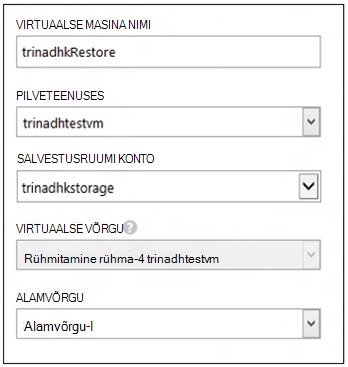 VIRTUAALSE MASINA NIMI
trinadhkRestore
PILVETEENUSES
trinadhtestvm
SALVESTUSRUUMI KONTO
trinadhkstorage
VIRTUAALSE VÕRGU ?
Rühmitamine rühma-4 trinadhtestvm
ALAMVÕRGU
Alamvõrgu-l